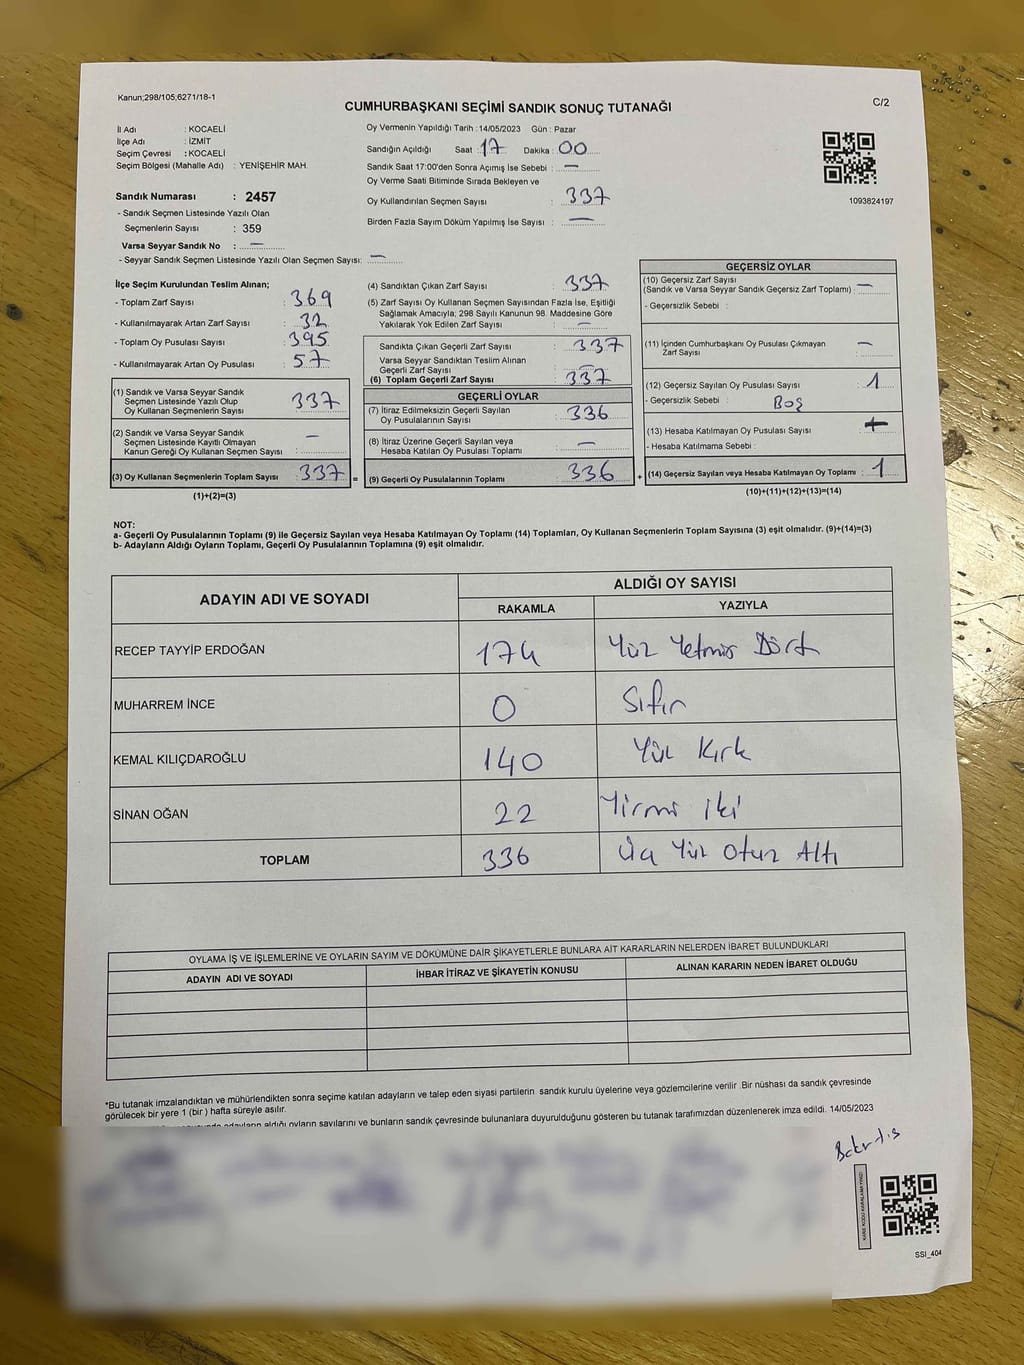 Kanun;298/105;6271/18-1
C/2
CUMHURBAŞKANI SEÇİMİ SANDIK SONUÇ TUTANAĞI
İl Adı : KOCAELİ
İlçe Adı : İZMİT
Seçim Çevresi : KOCAELİ
Seçim Bölgesi (Mahalle Adı) : YENİŞEHİR MAH.
Sandık Numarası : 2457
- Sandık Seçmen Listesinde Yazılı Olan
Seçmenlerin Sayısı : 359
Varsa Seyyar Sandık No : —
- Seyyar Sandık Seçmen Listesinde Yazılı Olan Seçmen Sayısı: —
Oy Vermenin Yapıldığı Tarih : 14/05/2023 Gün : Pazar
Sandığın Açıldığı Saat : 17 Dakika : 00
Sandık Saat 17:00'den Sonra Açımış İse Sebebi : —
Oy Verme Saati Bitiminde Sırada Bekleyen ve
Oy Kullandırılan Seçmen Sayısı : 337
Birden Fazla Sayım Döküm Yapılmış İse Sayısı : —
1093824197
İlçe Seçim Kurulundan Teslim Alınan;
- Toplam Zarf Sayısı : 369
- Kullanılmayarak Artan Zarf Sayısı : 32
- Toplam Oy Pusulası Sayısı : 395
- Kullanılmayarak Artan Oy Pusulası : 57
(1) Sandık ve Varsa Seyyar Sandık
Seçmen Listesinde Yazılı Olup
Oy Kullanan Seçmenlerin Sayısı : 337
(2) Sandık ve Varsa Seyyar Sandık
Seçmen Listesinde Kayıtlı Olmayan
Kanun Gereği Oy Kullanan Seçmen Sayısı : —
(3) Oy Kullanan Seçmenlerin Toplam Sayısı : 337 =
(1)+(2)=(3)
(4) Sandıktan Çıkan Zarf Sayısı : 337
(5) Zarf Sayısı Oy Kullanan Seçmen Sayısından Fazla İse, Eşitliği
Sağlamak Amacıyla; 298 Sayılı Kanunun 98. Maddesine Göre
Yakılarak Yok Edilen Zarf Sayısı : —
Sandıkta Çıkan Geçerli Zarf Sayısı : 337
Varsa Seyyar Sandıktan Teslim Alınan
Geçerli Zarf Sayısı : —
(6) Toplam Geçerli Zarf Sayısı : 337
GEÇERLİ OYLAR
(7) İtiraz Edilmeksizin Geçerli Sayılan
Oy Pusulalarının Sayısı : 336
(8) İtiraz Üzerine Geçerli Sayılan veya
Hesaba Katılan Oy Pusulası Toplamı : —
(9) Geçerli Oy Pusulalarının Toplamı : 336 +
GEÇERSİZ OYLAR
(10) Geçersiz Zarf Sayısı
(Sandık ve Varsa Seyyar Sandık Geçersiz Zarf Toplamı) : —
- Geçersizlik Sebebi :
(11) İçinden Cumhurbaşkanı Oy Pusulası Çıkmayan
Zarf Sayısı : —
(12) Geçersiz Sayılan Oy Pusulası Sayısı : 1
- Geçersizlik Sebebi : Boş
(13) Hesaba Katılmayan Oy Pusulası Sayısı :
- Hesaba Katılmama Sebebi :
(14) Geçersiz Sayılan veya Hesaba Katılmayan Oy Toplamı : 1
(10)+(11)+(12)+(13)=(14)
NOT:
a- Geçerli Oy Pusulalarının Toplamı (9) ile Geçersiz Sayılan veya Hesaba Katılmayan Oy Toplamı (14) Toplamları, Oy Kullanan Seçmenlerin Toplam Sayısına (3) eşit olmalıdır. (9)+(14)=(3)
b- Adayların Aldığı Oyların Toplamı, Geçerli Oy Pusulalarının Toplamına (9) eşit olmalıdır.
ADAYIN ADI VE SOYADI
ALDIĞI OY SAYISI
RAKAMLA YAZIYLA
RECEP TAYYİP ERDOĞAN 174 Yüz Yetmiş Dört
MUHARREM İNCE 0 Sıfır
KEMAL KILIÇDAROĞLU 140 Yüz Kırk
SİNAN OĞAN 22 Yirmi iki
TOPLAM 336 Üç Yüz Otuz Altı
OYLAMA İŞ VE İŞLEMLERİNE VE OYLARIN SAYIM VE DÖKÜMÜNE DAİR ŞİKAYETLERLE BUNLARA AİT KARARLARIN NELERDEN İBARET BULUNDUKLARI
ADAYIN ADI VE SOYADI İHBAR İTİRAZ VE ŞİKAYETİN KONUSU ALINAN KARARIN NEDEN İBARET OLDUĞU
*Bu tutanak imzalandıktan ve mühürlendikten sonra seçime katılan adayların ve talep eden siyasi partilerin sandık kurulu üyelerine veya gözlemcilerine verilir .Bir nüshası da sandık çevresinde
görülecek bir yere 1 (bir ) hafta süreyle asılır.
adayların aldığı oyların sayılarını ve bunların sandık çevresinde bulunanlara duyurulduğunu gösteren bu tutanak tarafımızdan düzenlenerek imza edildi. 14/05/2023
SSI_404